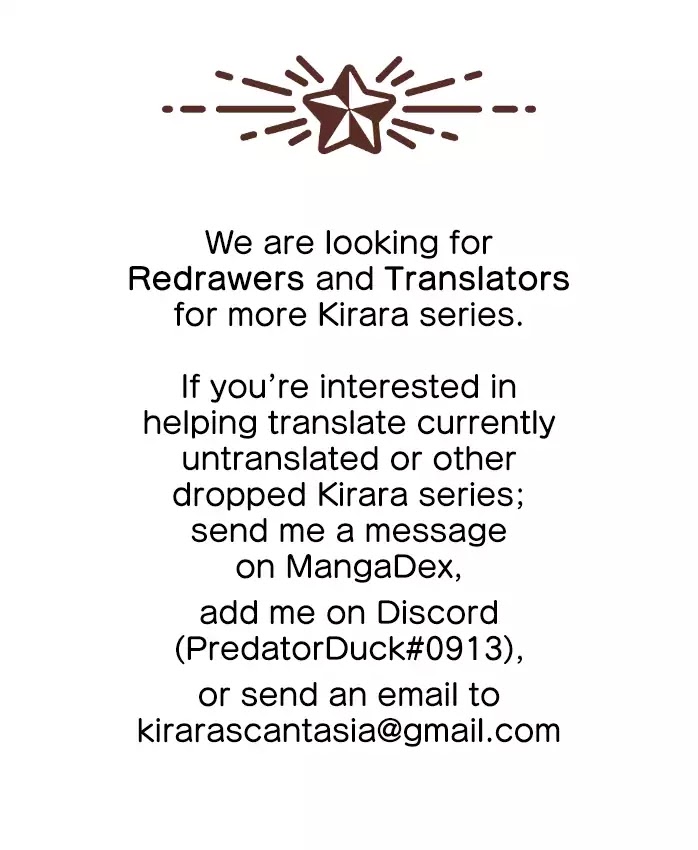 We are looking for
Redrawers and Translators
for more Kirara series.
If you’re interested in
helping translate currently
untranslated or other
dropped Kirara series;
send me a message
on MangaDex,
add me on Discord
(PredatorDuck#0913),
or send an email to
kirarascantasia@gmail.com